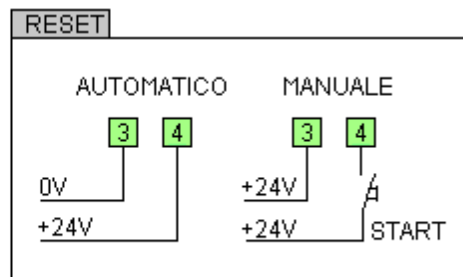 RESET
AUTOMATICO MANUALE
3 4 3 4
0V +24V
+24V +24V START